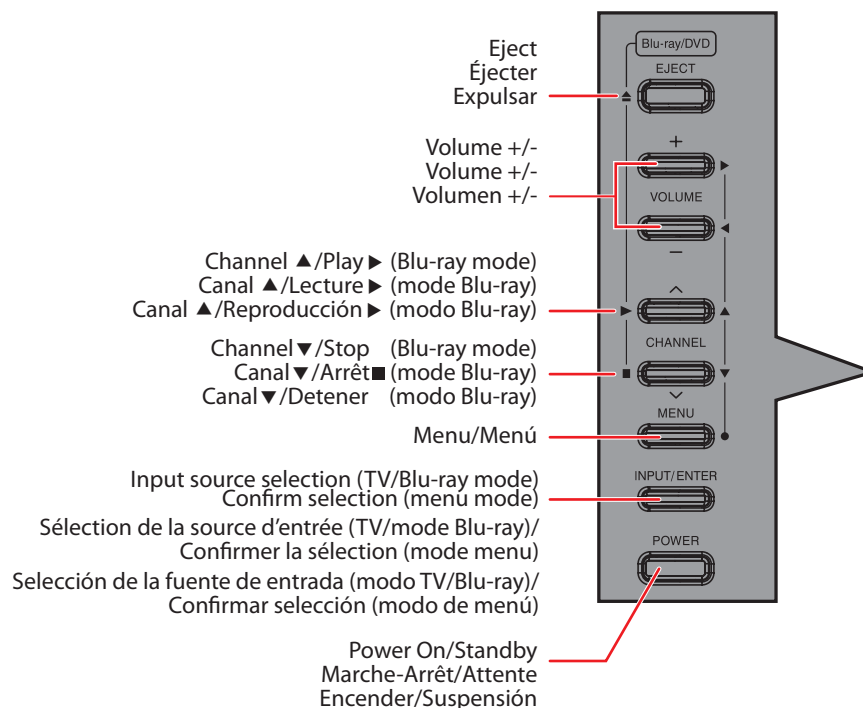 Eject
Éjecter
Expulsar
Volume +/-
Volume +/-
Volumen +/-
Channel ▲/Play ▶ (Blu-ray mode)
Canal ▲/Lecture ▶ (mode Blu-ray)
Canal ▲/Reproducción ▶ (modo Blu-ray)
Channel ▼/Stop (Blu-ray mode)
Canal ▼/Arrêt ■ (mode Blu-ray)
Canal ▼/Detener (modo Blu-ray)
Menu/Menú
Input source selection (TV/Blu-ray mode)
Confirm selection (menu mode)
Sélection de la source d’entrée (TV/mode Blu-ray)/
Confirmer la sélection (mode menu)
Selección de la fuente de entrada (modo TV/Blu-ray)/
Confirmar selección (modo de menú)
Power On/Standby
Marche-Arrêt/Attente
Encender/Suspensión
Blu-ray/DVD
EJECT
+
VOLUME
–
CHANNEL
MENU
INPUT/ENTER
POWER